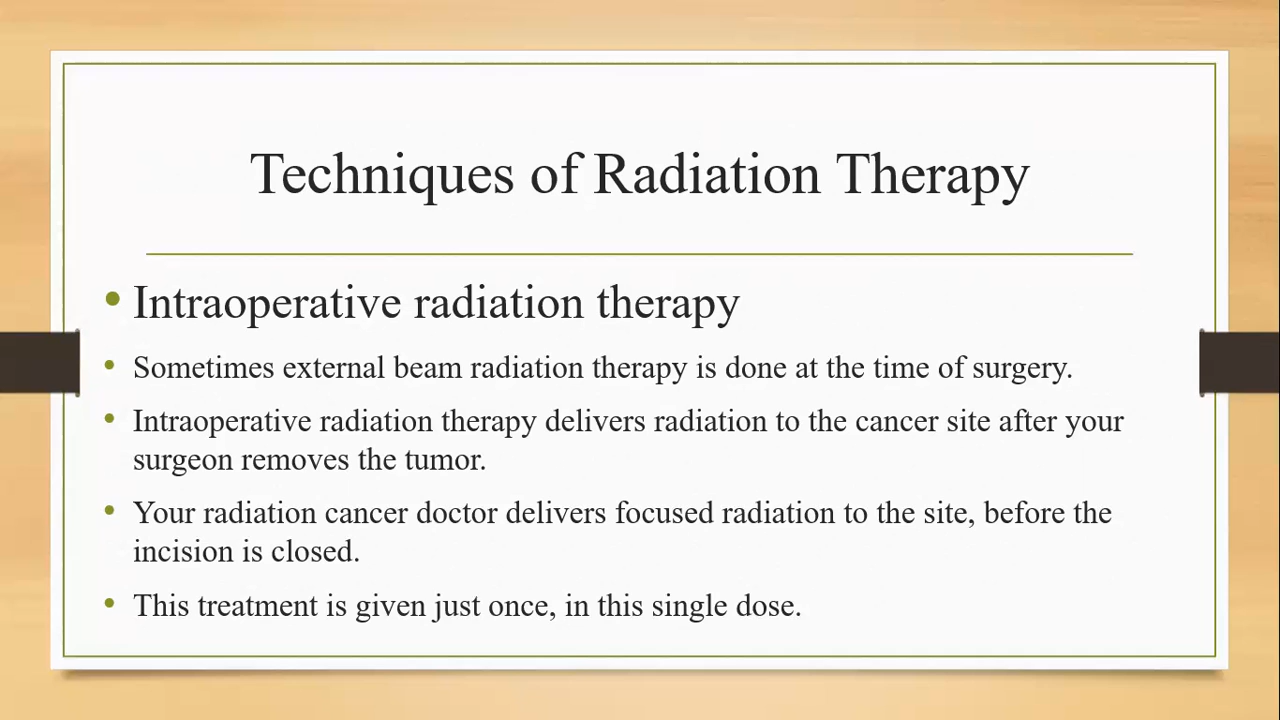 Techniques of Radiation Therapy
• Intraoperative radiation therapy
• Sometimes external beam radiation therapy is done at the time of surgery.
• Intraoperative radiation therapy delivers radiation to the cancer site after your
surgeon removes the tumor.
• Your radiation cancer doctor delivers focused radiation to the site, before the
incision is closed.
• This treatment is given just once, in this single dose.